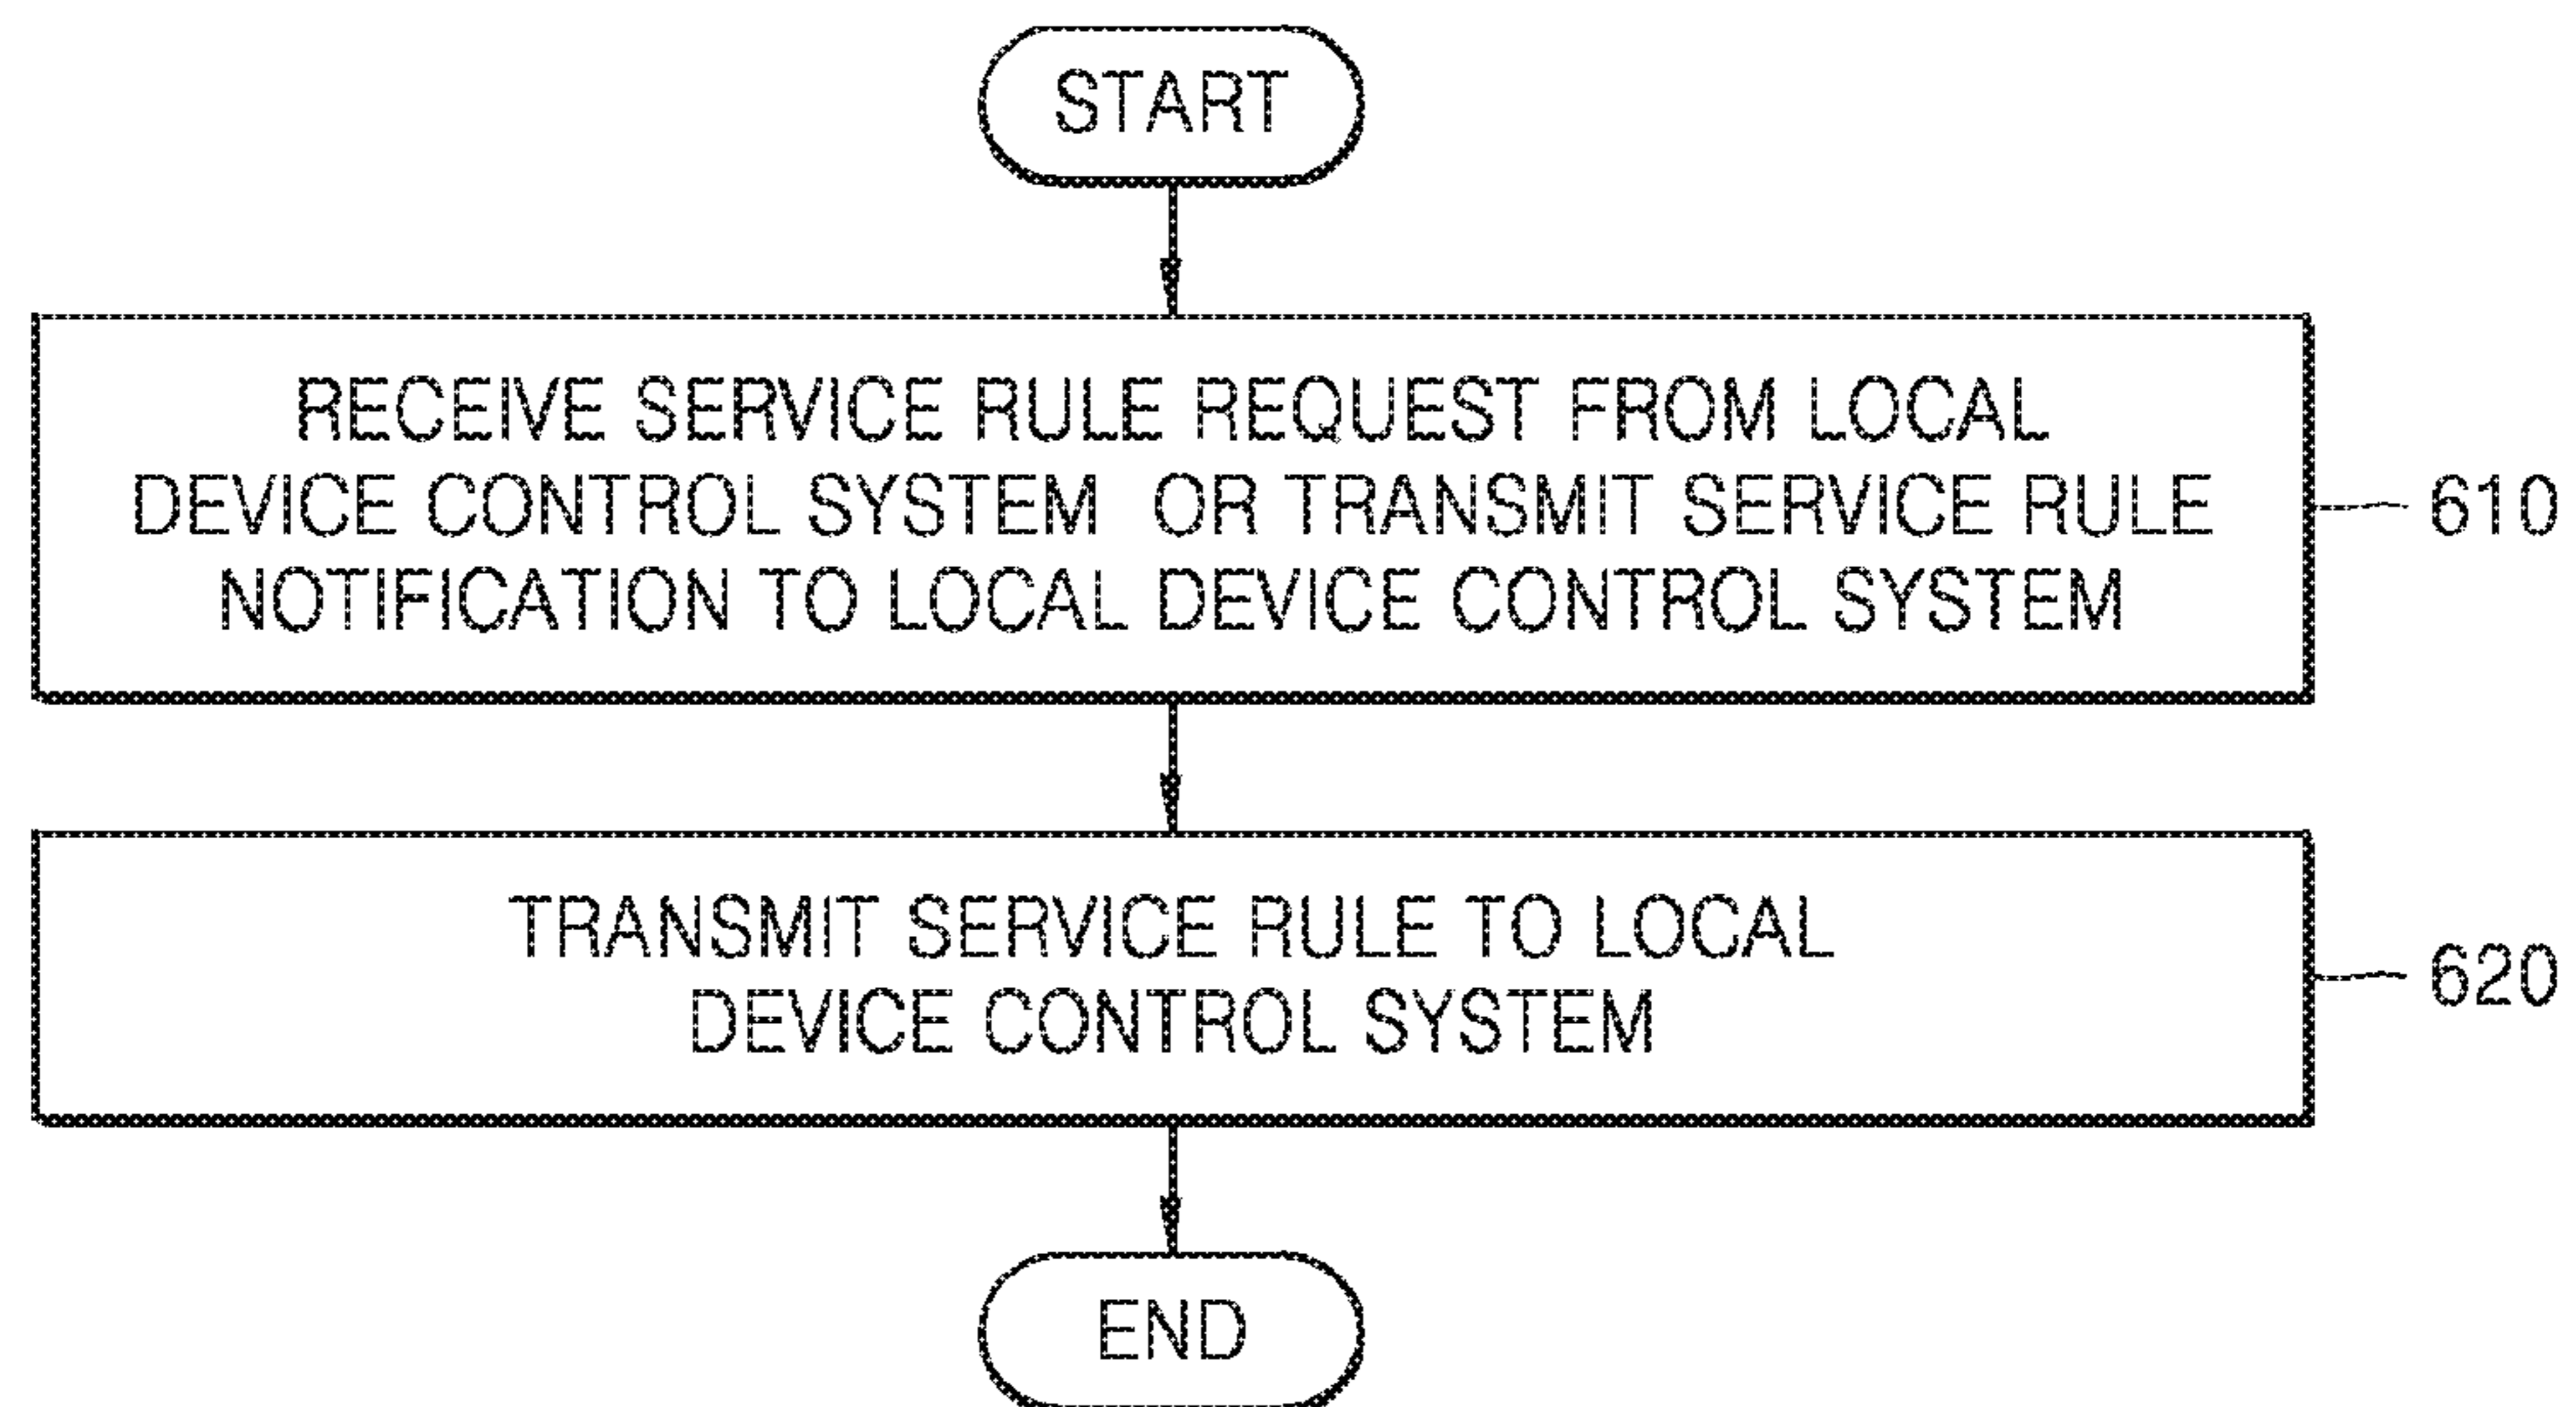 START
RECEIVE SERVICE RULE REQUEST FROM LOCAL
DEVICE CONTROL SYSTEM OR TRANSMIT SERVICE RULE
NOTIFICATION TO LOCAL DEVICE CONTROL SYSTEM
610
TRANSMIT SERVICE RULE TO LOCAL
DEVICE CONTROL SYSTEM
620
END